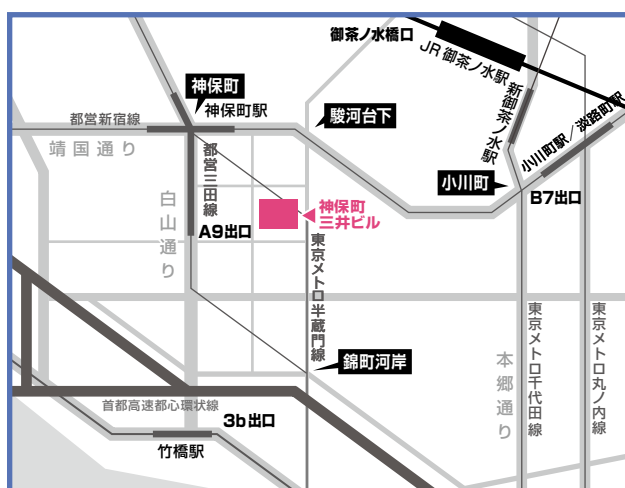 御茶ノ水橋口
JR御茶ノ水駅
神保町
神保町駅
駿河台下
新御茶ノ水駅
小川町駅／淡路町駅
都営新宿線
靖国通り
都営三田線
小川町
B7出口
白山通り
神保町
三井ビル
A9出口
東京メトロ半蔵門線
東京メトロ千代田線
東京メトロ丸ノ内線
錦町河岸
本郷通り
首都高速都心環状線
3b出口
竹橋駅